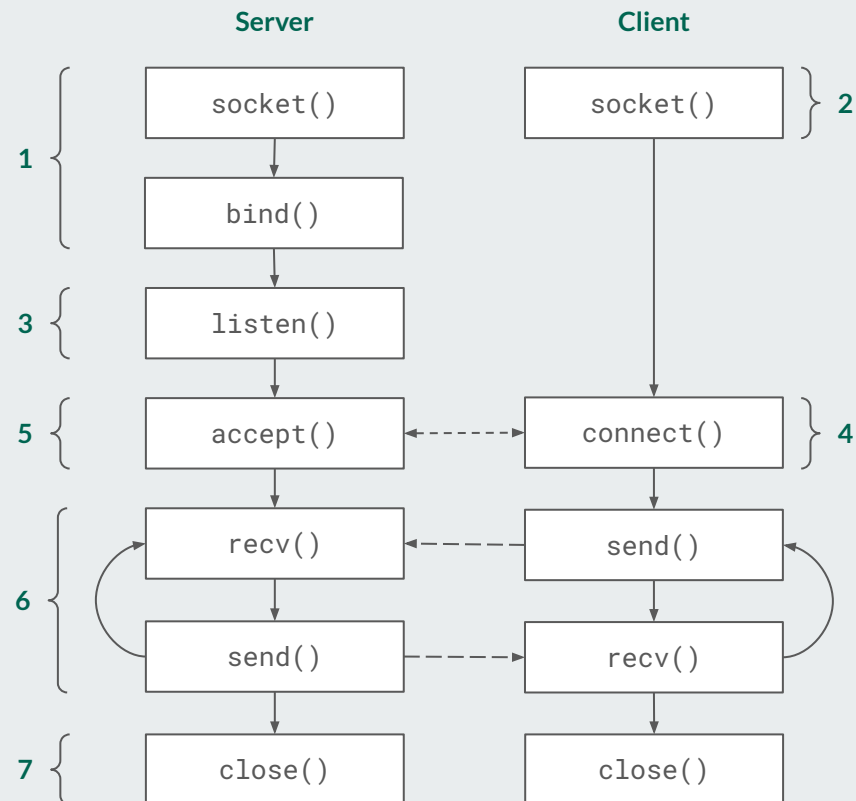 Server Client
socket() socket() 2
1
bind()
3 listen()
5 accept() connect() 4
recv() send()
6
send() recv()
7 close() close()